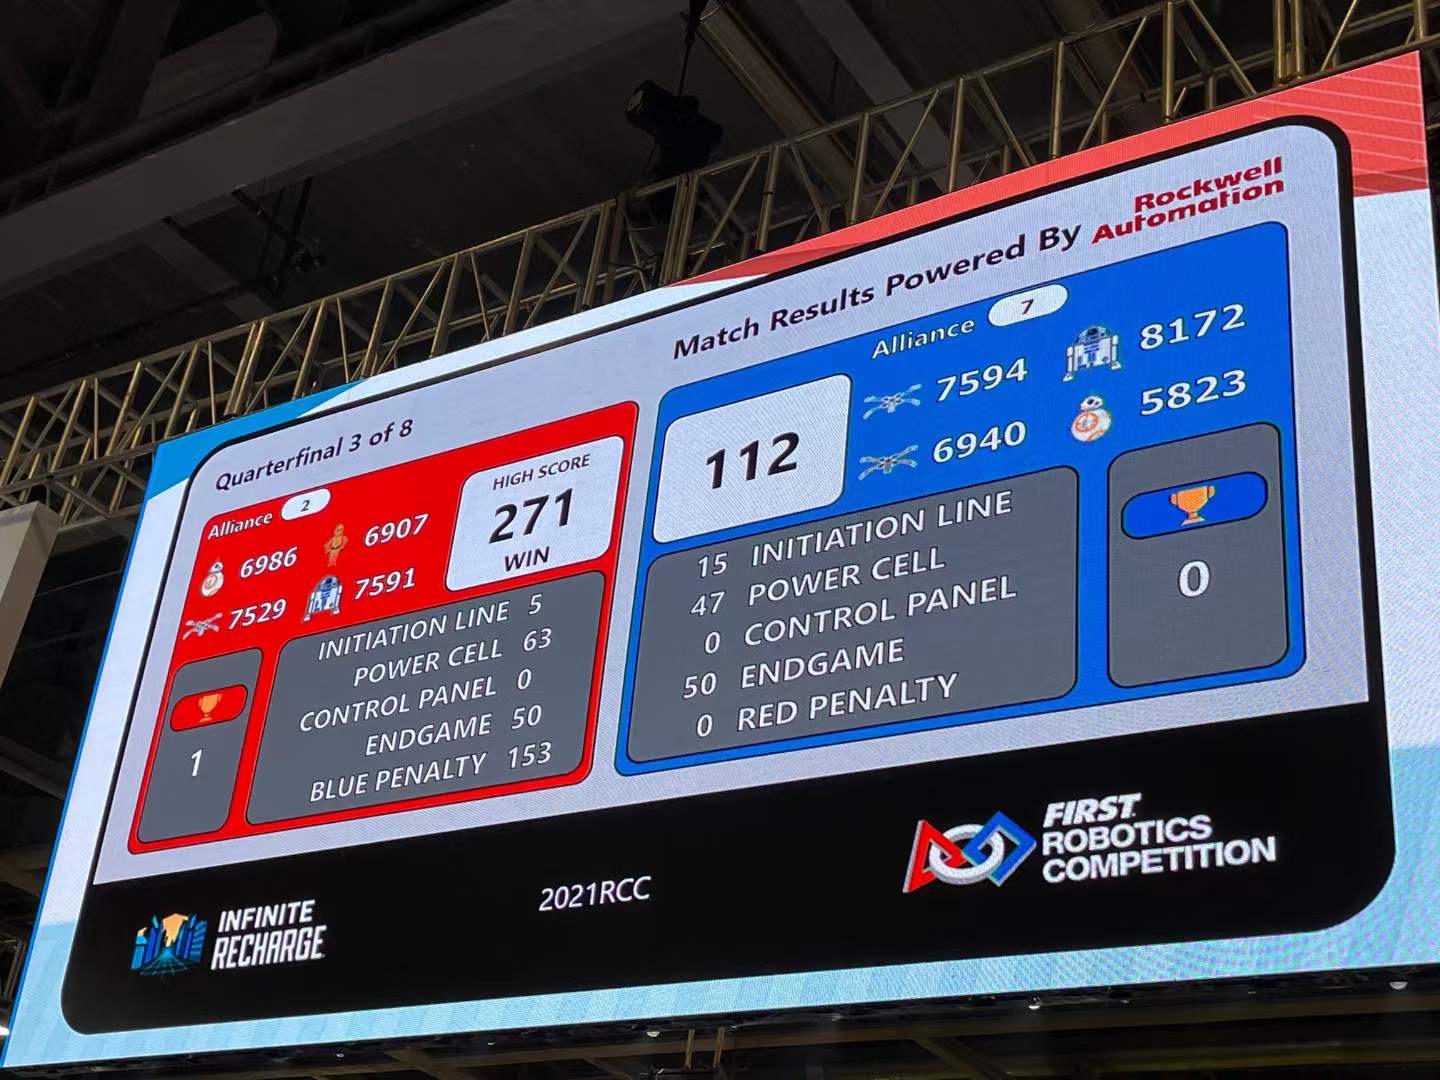 Match Results Powered By Rockwell Automation
Quarterfinal 3 of 8
Alliance 2
6986 6907
7529 7591
HIGH SCORE
271
WIN
INITIATION LINE 5
POWER CELL 63
CONTROL PANEL 0
ENDGAME 50
BLUE PENALTY 153
1
Alliance 7
112
7594 8172
6940 5823
15 INITIATION LINE
47 POWER CELL
0 CONTROL PANEL
50 ENDGAME
0 RED PENALTY
0
INFINITE
RECHARGE
2021RCC
FIRST
ROBOTICS
COMPETITION